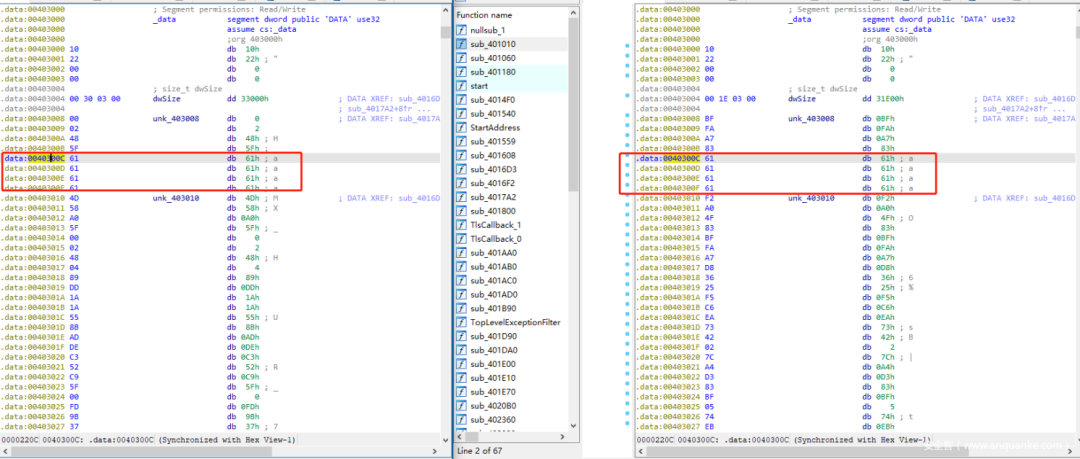 .data:00403000 ; Segment permissions: Read/Write
.data:00403000 _data segment dword public 'DATA' use32
.data:00403000 assume cs:_data
.data:00403000 ;org 403000h
.data:00403000 10 db 10h
.data:00403001 22 db 22h ; "
.data:00403002 00 db 0
.data:00403003 00 db 0
.data:00403004 ; size_t dwSize
.data:00403004 00 30 03 00 dwSize dd 33000h ; DATA XREF: sub_4016D
.data:00403004 ; sub_4017A2+8↑r ...
.data:00403008 00 unk_403008 db 0 ; DATA XREF: sub_4017A
.data:00403009 02 db 2
.data:0040300A 48 db 48h ; H
.data:0040300B 5F db 5Fh ; _
data:0040300C 61 db 61h ; a
.data:0040300D 61 db 61h ; a
.data:0040300E 61 db 61h ; a
.data:0040300F 61 db 61h ; a
.data:00403010 4D unk_403010 db 4Dh ; M ; DATA XREF: sub_4016D
.data:00403011 58 db 58h ; X
.data:00403012 A0 db 0A0h
.data:00403013 5F db 5Fh ; _
.data:00403014 00 db 0
.data:00403015 02 db 2
.data:00403016 48 db 48h ; H
.data:00403017 04 db 4
.data:00403018 89 db 89h
.data:00403019 DD db 0DDh
.data:0040301A 1A db 1Ah
.data:0040301B 1A db 1Ah
.data:0040301C 55 db 55h ; U
.data:0040301D 8B db 8Bh
.data:0040301E AD db 0ADh
.data:0040301F DE db 0DEh
.data:00403020 C3 db 0C3h
.data:00403021 52 db 52h ; R
.data:00403022 C9 db 0C9h
.data:00403023 5F db 5Fh ; _
.data:00403024 00 db 0
.data:00403025 FD db 0FDh
.data:00403026 9B db 9Bh
.data:00403027 37 db 37h ; 7
0000220C 0040300C: .data:0040300C (Synchronized with Hex View-1)
Function name
nullsub_1
sub_401010
sub_401060
sub_401180
start
sub_4014F0
sub_401540
StartAddress
sub_401559
sub_401608
sub_4016D3
sub_4016F2
sub_4017A2
sub_401800
TlsCallback_1
TlsCallback_0
sub_401AA0
sub_401AB0
sub_401AC0
sub_401AD0
sub_401B90
TopLevelExceptionFilter
sub_401D90
sub_401DA0
sub_401E00
sub_401E10
sub_401E70
sub_4020B0
sub_402360
Line 2 of 67
.data:00403000 ; Segment permissions: Read/Write
.data:00403000 _data segment dword public 'DATA' use32
.data:00403000 assume cs:_data
.data:00403000 ;org 403000h
.data:00403000 10 db 10h
.data:00403001 22 db 22h ; "
.data:00403002 00 db 0
.data:00403003 00 db 0
.data:00403004 ; size_t dwSize
.data:00403004 00 1E 03 00 dwSize dd 31E00h ; DATA XREF: sub_4016D
.data:00403004 ; sub_4017A2+8↑r ...
.data:00403008 BF unk_403008 db 0BFh ; DATA XREF: sub_4017A
.data:00403009 FA db 0FAh
.data:0040300A A7 db 0A7h
.data:0040300B 83 db 83h
.data:0040300C 61 db 61h ; a
.data:0040300D 61 db 61h ; a
.data:0040300E 61 db 61h ; a
.data:0040300F 61 db 61h ; a
.data:00403010 F2 unk_403010 db 0F2h ; DATA XREF: sub_4016D
.data:00403011 A0 db 0A0h
.data:00403012 4F db 4Fh ; O
.data:00403013 83 db 83h
.data:00403014 BF db 0BFh
.data:00403015 FA db 0FAh
.data:00403016 A7 db 0A7h
.data:00403017 D8 db 0D8h
.data:00403018 36 db 36h ; 6
.data:00403019 25 db 25h ; %
.data:0040301A F5 db 0F5h
.data:0040301B C6 db 0C6h
.data:0040301C EA db 0EAh
.data:0040301D 73 db 73h ; s
.data:0040301E 42 db 42h ; B
.data:0040301F 02 db 2
.data:00403020 7C db 7Ch ; |
.data:00403021 A4 db 0A4h
.data:00403022 D3 db 0D3h
.data:00403023 83 db 83h
.data:00403024 BF db 0BFh
.data:00403025 05 db 5
.data:00403026 74 db 74h ; t
.data:00403027 EB db 0EBh
0000220C 0040300C: .data:0040300C (Synchronized with Hex View-1)